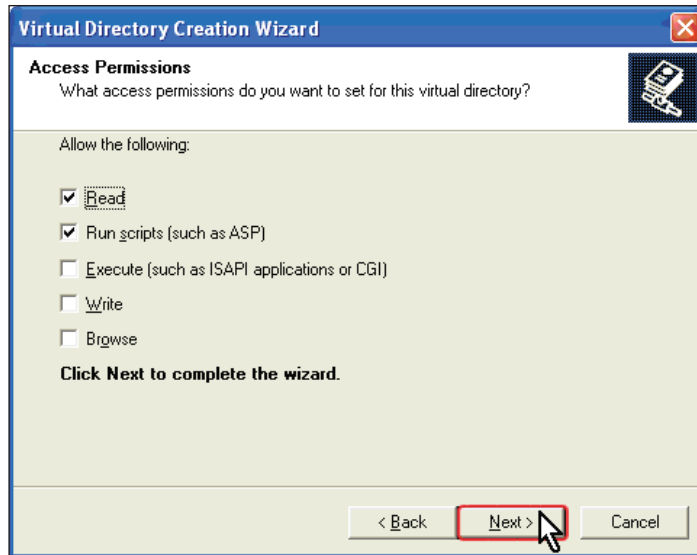 Virtual Directory Creation Wizard
Access Permissions
What access permissions do you want to set for this virtual directory?
Allow the following:
Read
Run scripts (such as ASP)
Execute (such as ISAPI applications or CGI)
Write
Browse
Click Next to complete the wizard.
< Back Next > Cancel